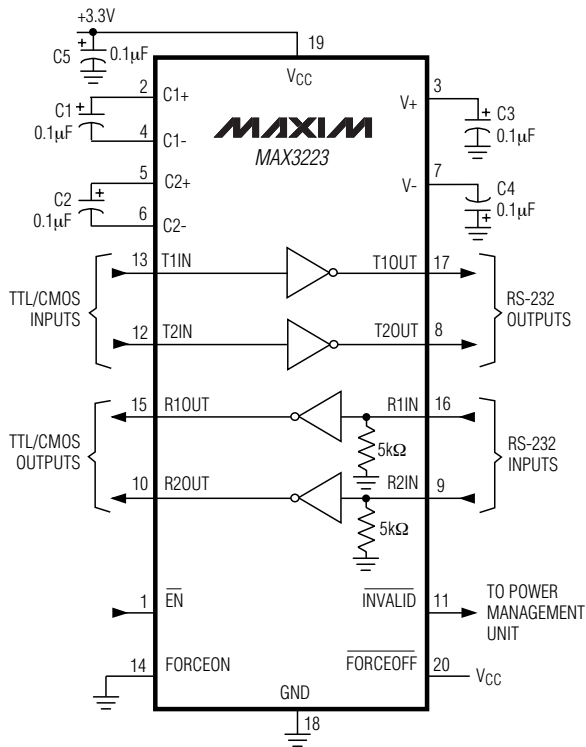 +3.3V
C5
+
0.1µF
19
VCC
2
C1+
C1
+
0.1µF
4
C1-
5
C2+
C2
+
0.1µF
6
C2-
MAXIM
MAX3223
3
V+
+
C3
0.1µF
7
V-
C4
+
0.1µF
TTL/CMOS
INPUTS
13
T1IN
T1OUT
17
12
T2IN
T2OUT
8
RS-232
OUTPUTS
TTL/CMOS
OUTPUTS
15
R1OUT
R1IN
16
5kΩ
10
R2OUT
R2IN
9
5kΩ
RS-232
INPUTS
1
EN
INVALID
11
TO POWER
MANAGEMENT
UNIT
14
FORCEON
FORCEOFF
20
VCC
GND
18